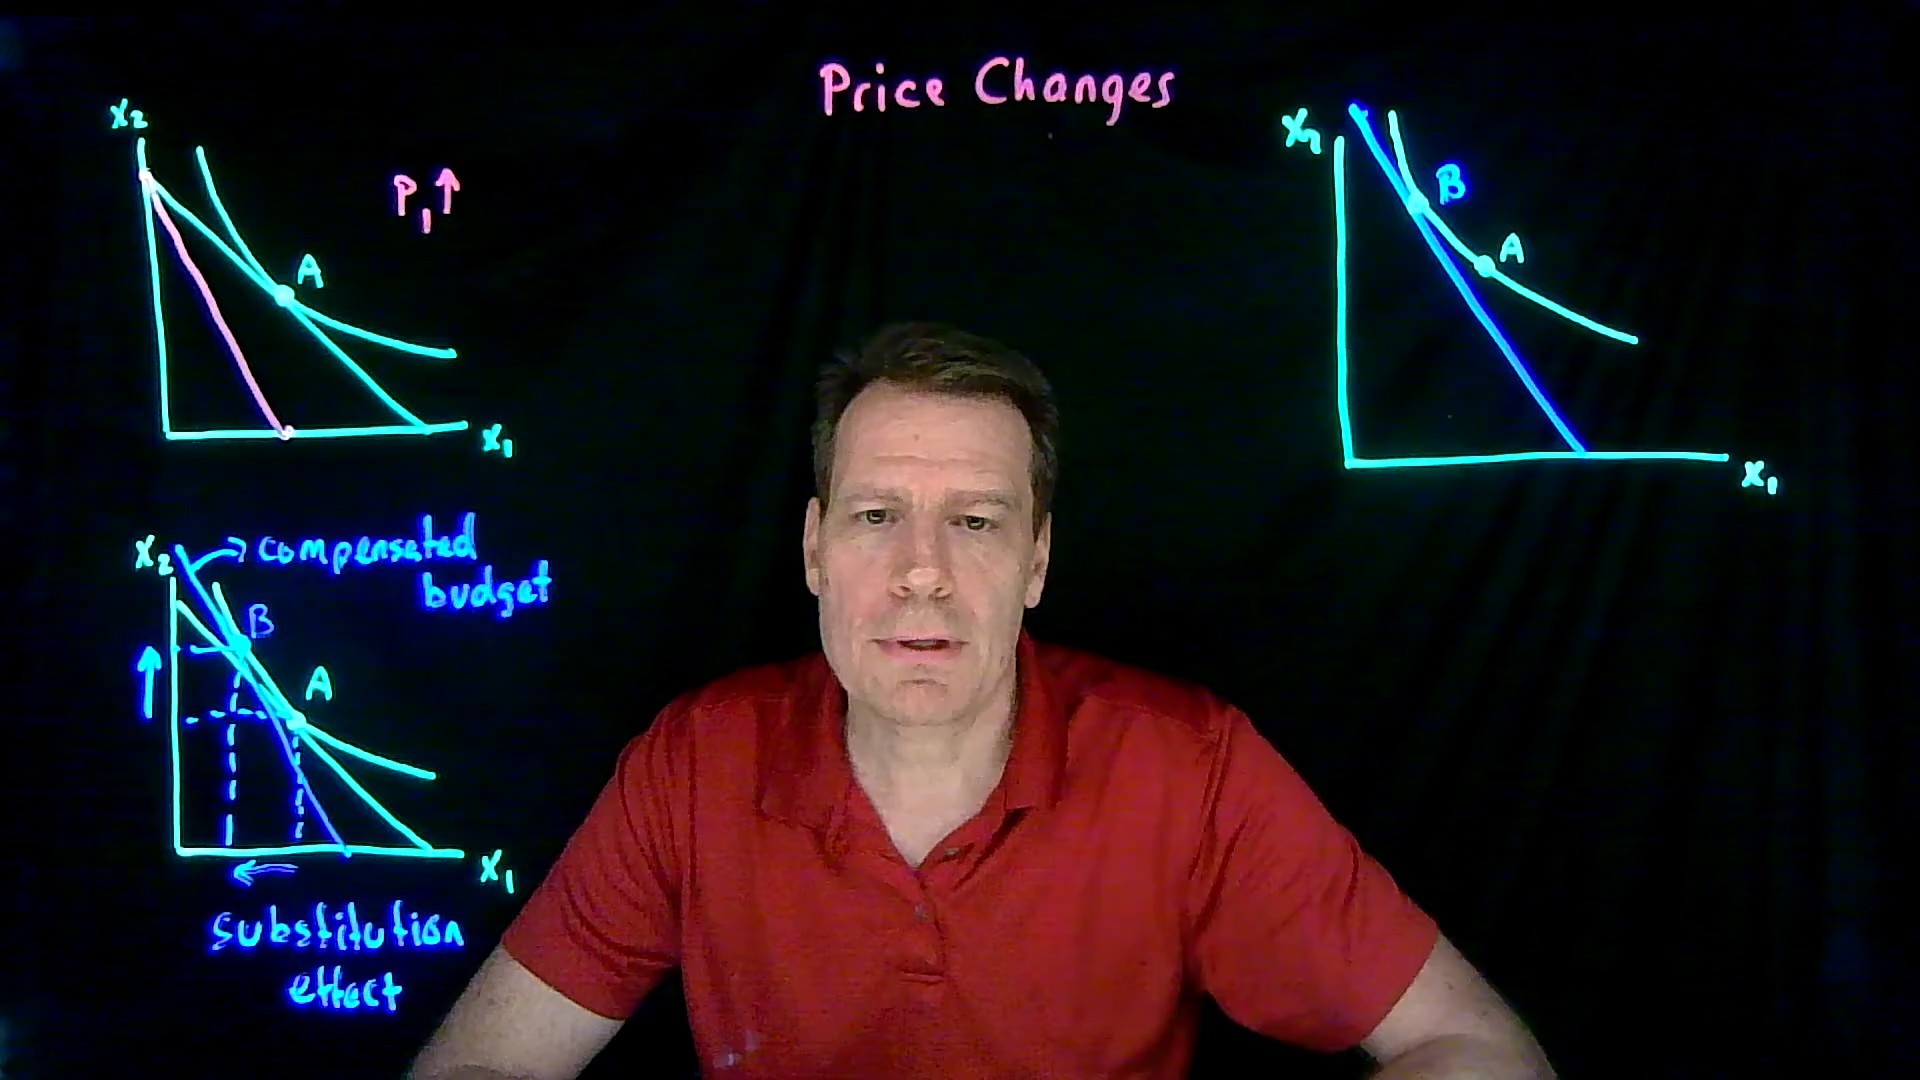 Price Changes
x₂
P₁↑
A
x₁
x₂
B
A
x₁
x₂
→ compensated
budget
B
A
x₁
substitution
effect